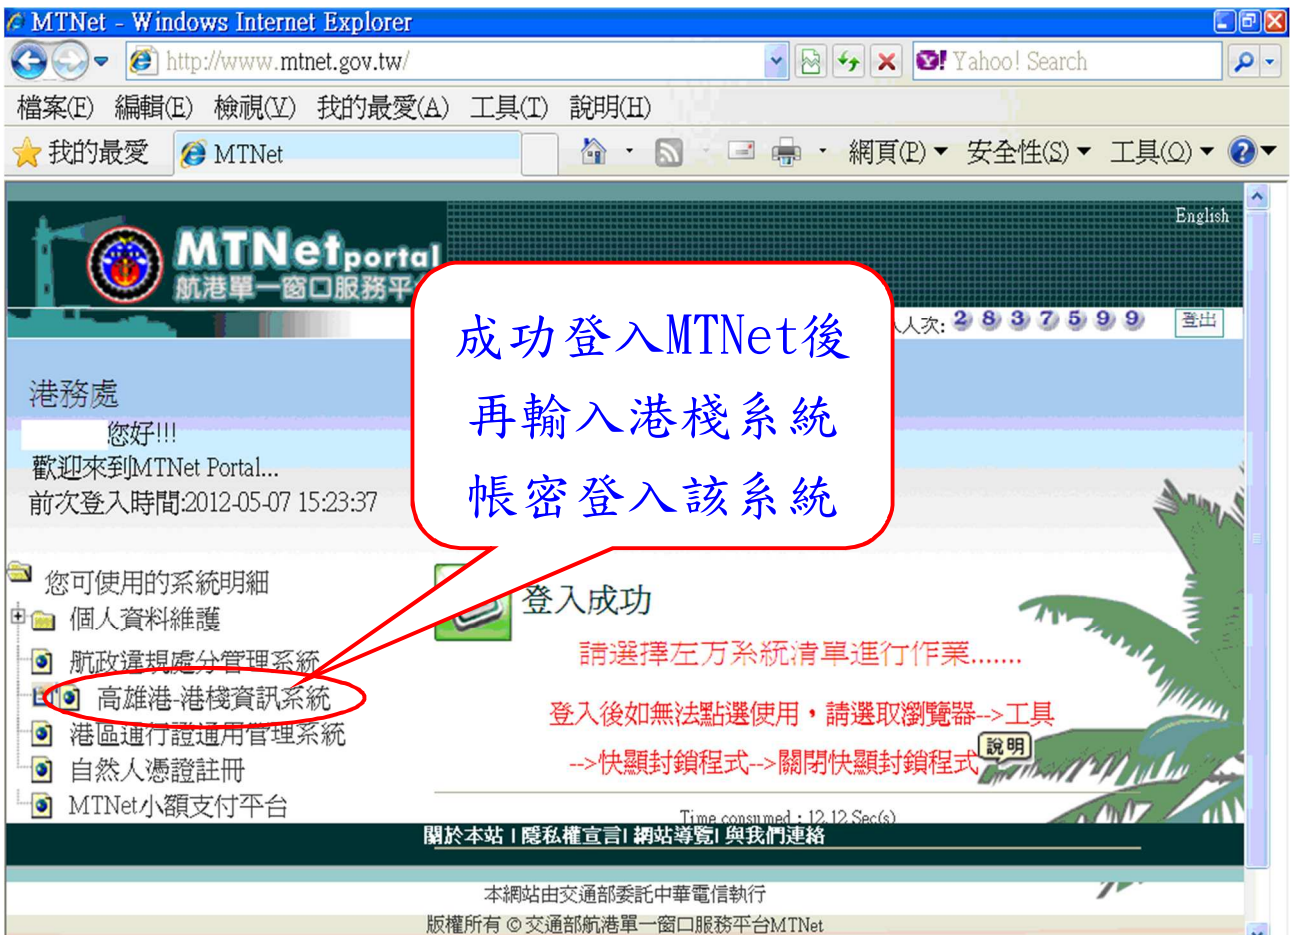 MTNet - Windows Internet Explorer
http://www.mtnet.gov.tw/
Yahoo! Search
檔案(F) 編輯(E) 檢視(V) 我的最愛(A) 工具(T) 說明(H)
我的最愛 MTNet 網頁(P) 安全性(S) 工具(O)
English
MTNetportal
航港單一窗口服務平
人次: 2837599 登出
成功登入MTNet後
再輸入港棧系統
帳密登入該系統
港務處
您好!!!
歡迎來到MTNet Portal...
前次登入時間:2012-05-07 15:23:37
您可使用的系統明細
個人資料維護
航政違規處分管理系統
高雄港-港棧資訊系統
港區通行證通用管理系統
自然人憑證註冊
MTNet小額支付平台
登入成功
請選擇左方系統清單進行作業.......
登入後如無法點選使用，請選取瀏覽器-->工具
-->快顯封鎖程式-->關閉快顯封鎖程式
說明
Time consumed : 12.12 Sec(s)
關於本站 | 隱私權宣言| 網站導覽| 與我們連絡
本網站由交通部委託中華電信執行
版權所有 © 交通部航港單一窗口服務平台MTNet